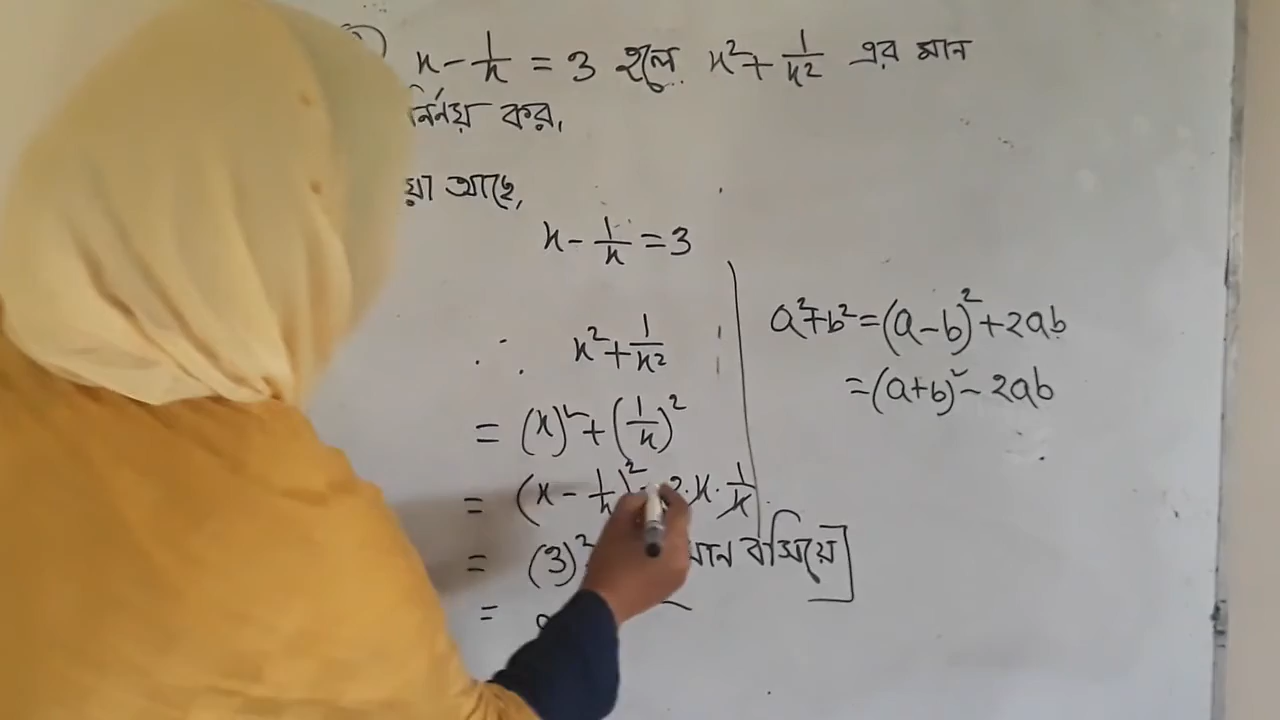 x - 1/x = 3 হলে x² + 1/x² এর মান
নির্নয় কর,
য়া আছে,
x - 1/x = 3
∴ x² + 1/x²
= (x)² + (1/x)²
= (x - 1/x)² 2·x·1/x
= (3)² মান বসিয়ে]
=
a² + b² = (a-b)² + 2ab
= (a+b)² - 2ab